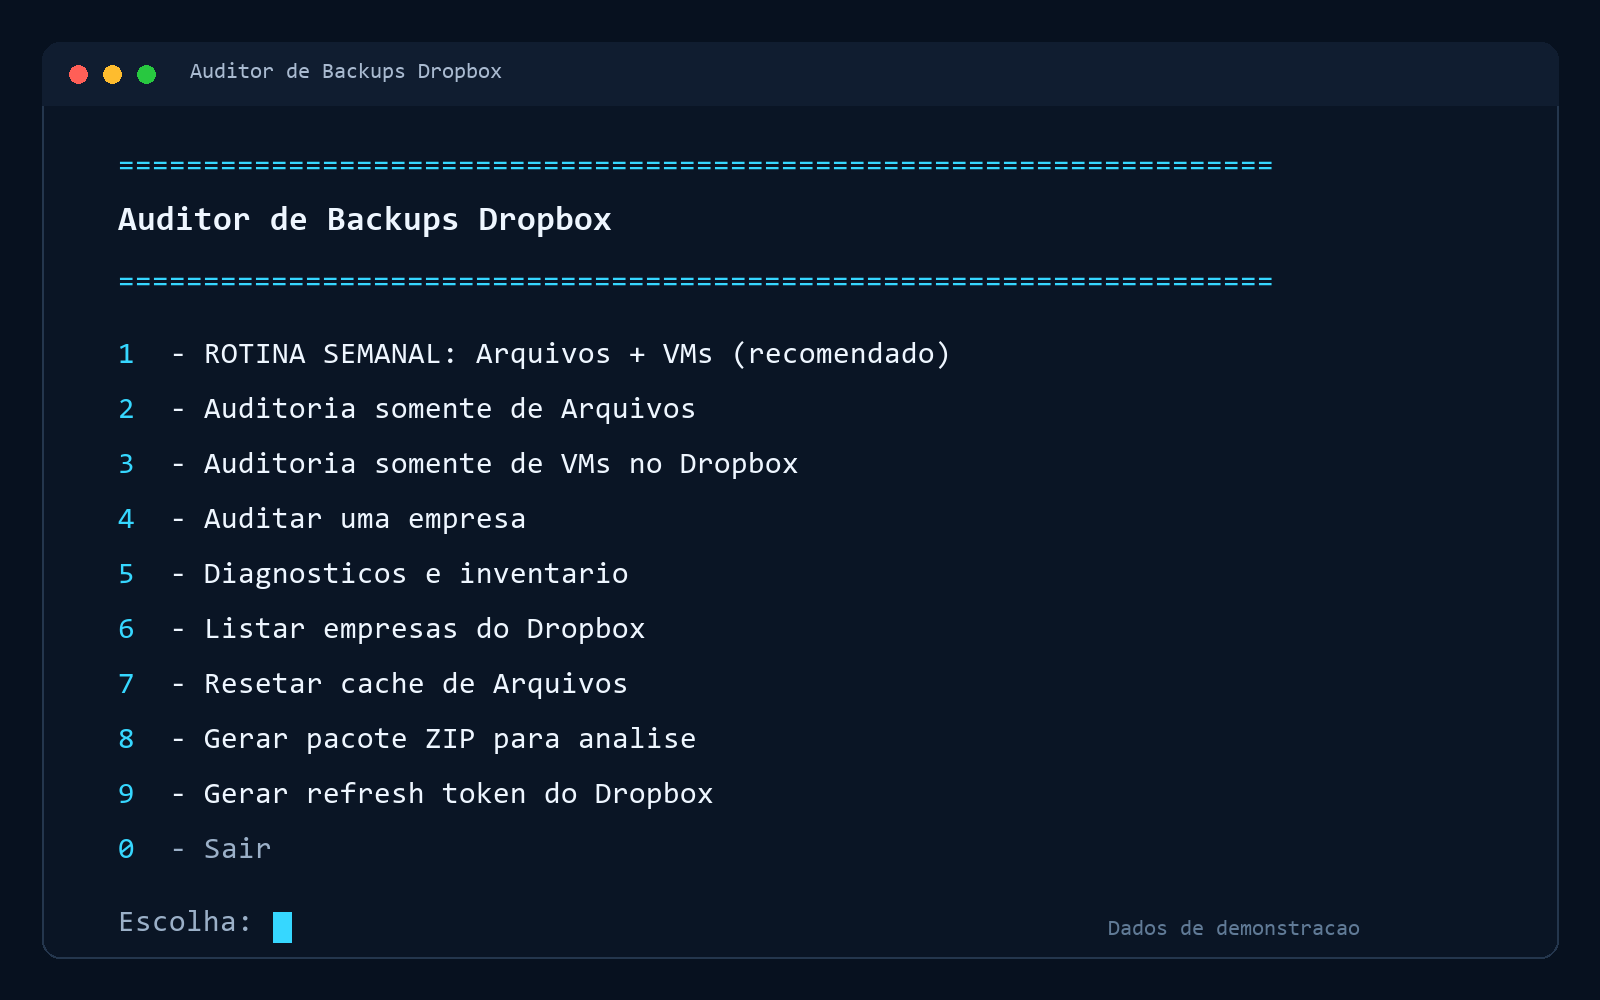 Auditor de Backups Dropbox
====================================================================
Auditor de Backups Dropbox
====================================================================
1 - ROTINA SEMANAL: Arquivos + VMs (recomendado)
2 - Auditoria somente de Arquivos
3 - Auditoria somente de VMs no Dropbox
4 - Auditar uma empresa
5 - Diagnosticos e inventario
6 - Listar empresas do Dropbox
7 - Resetar cache de Arquivos
8 - Gerar pacote ZIP para analise
9 - Gerar refresh token do Dropbox
0 - Sair
Escolha:
Dados de demonstracao